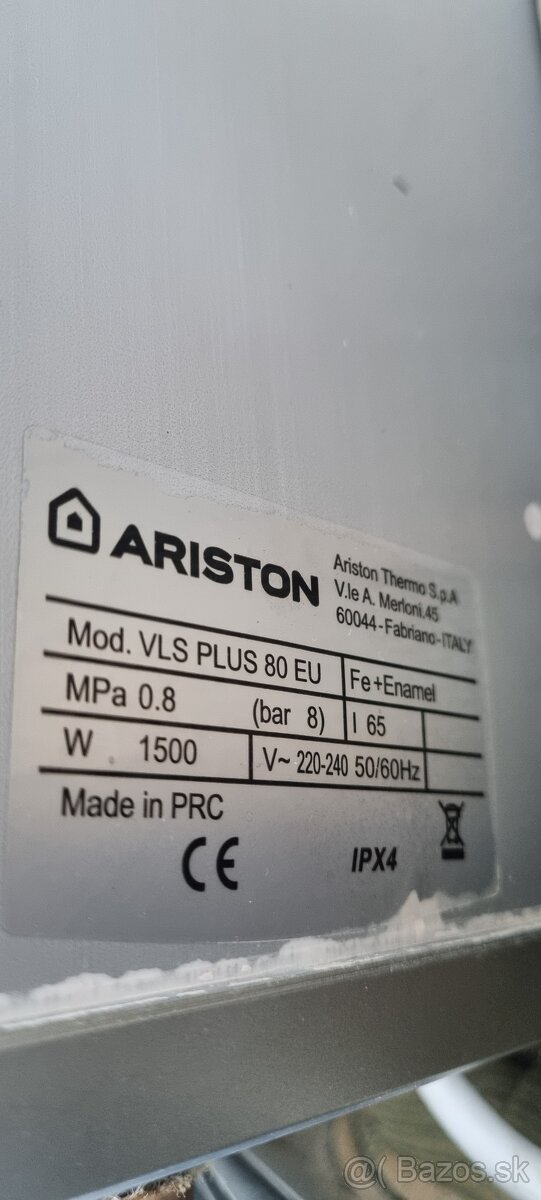 ARISTON
Ariston Thermo S.p.A
V.le A. Merloni.45
60044-Fabriano-ITALY
Mod. VLS PLUS 80 EU
Fe+Enamel
MPa 0.8 (bar 8)
l 65
W 1500
V~ 220-240 50/60Hz
Made in PRC
CE
IPX4
@( Bazos.sk